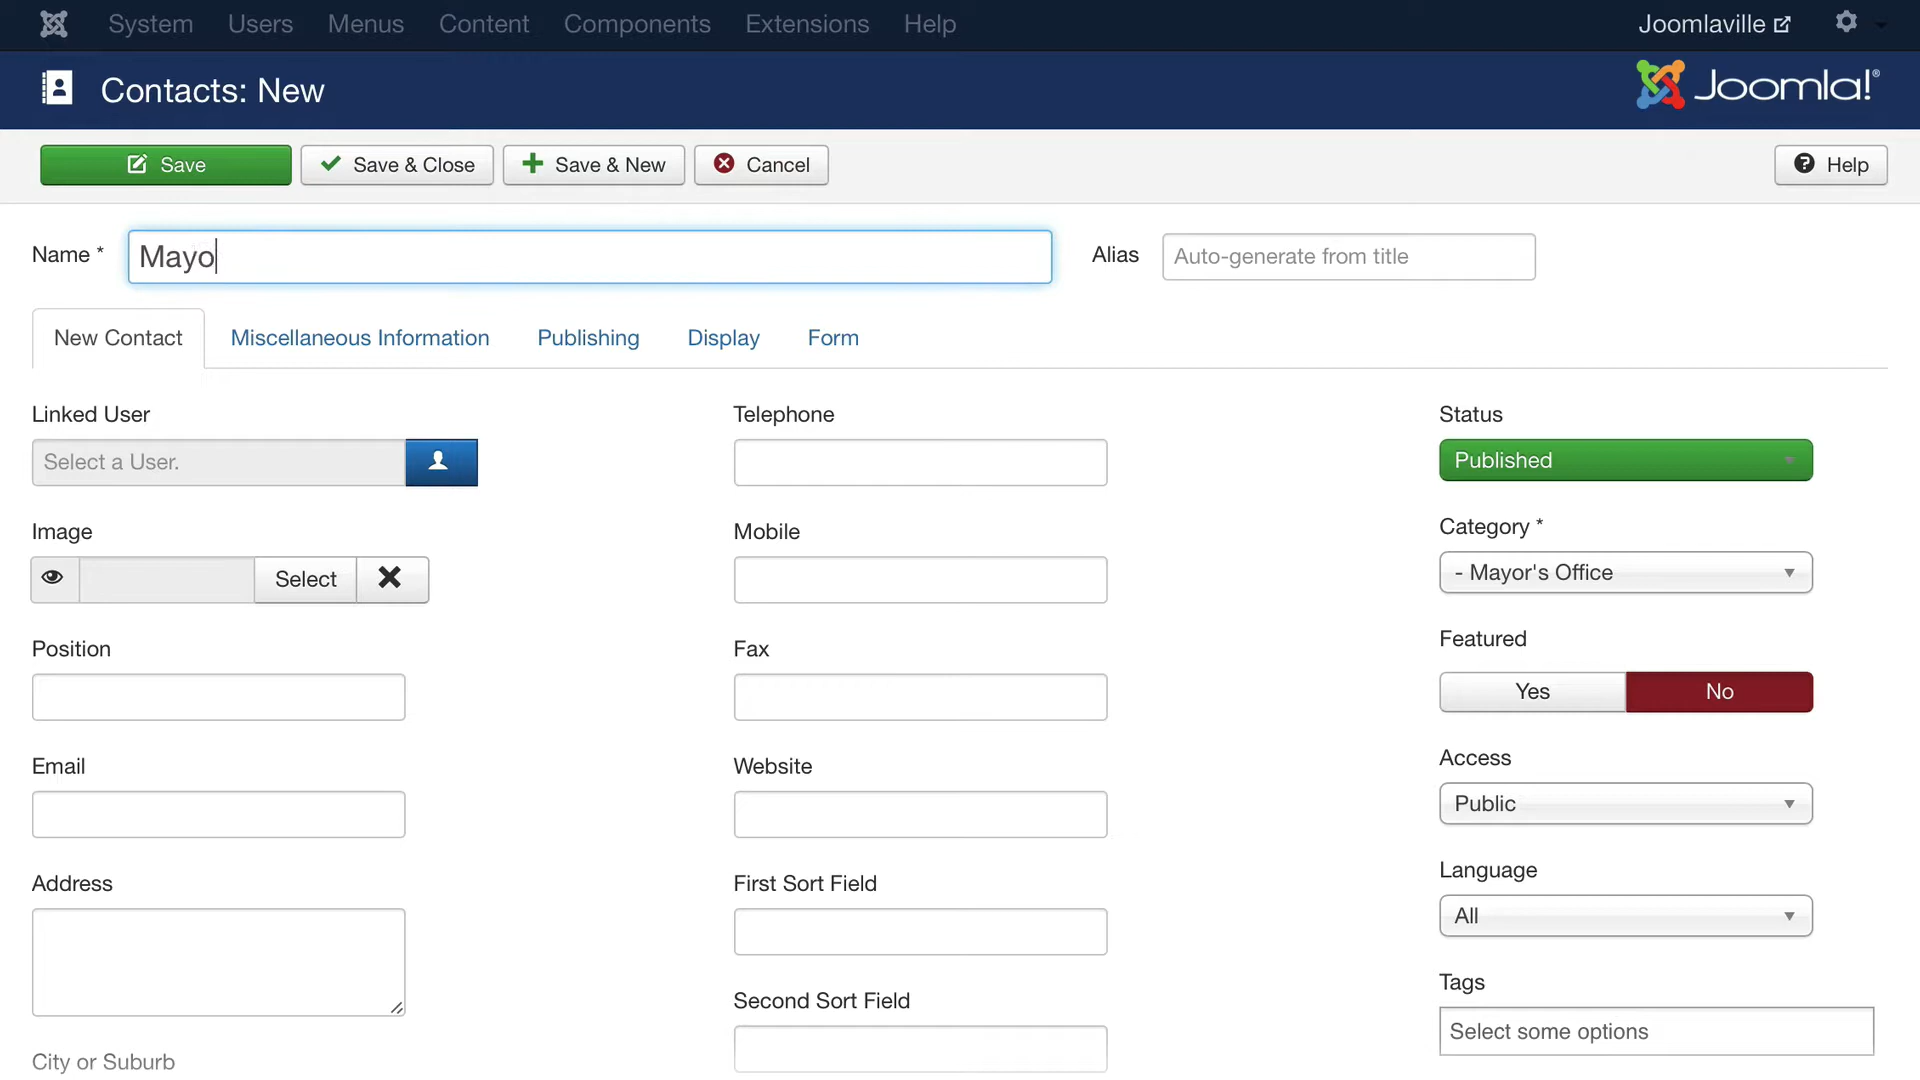 System Users Menus Content Components Extensions Help Joomlaville
Contacts: New Joomla!®
Save Save & Close Save & New Cancel Help
Name * Mayo Alias Auto-generate from title
New Contact Miscellaneous Information Publishing Display Form
Linked User Telephone Status
Select a User. Published
Image Mobile Category *
Select - Mayor's Office
Position Fax Featured
Yes No
Email Website Access
Public
Address First Sort Field Language
All
Second Sort Field Tags
Select some options
City or Suburb